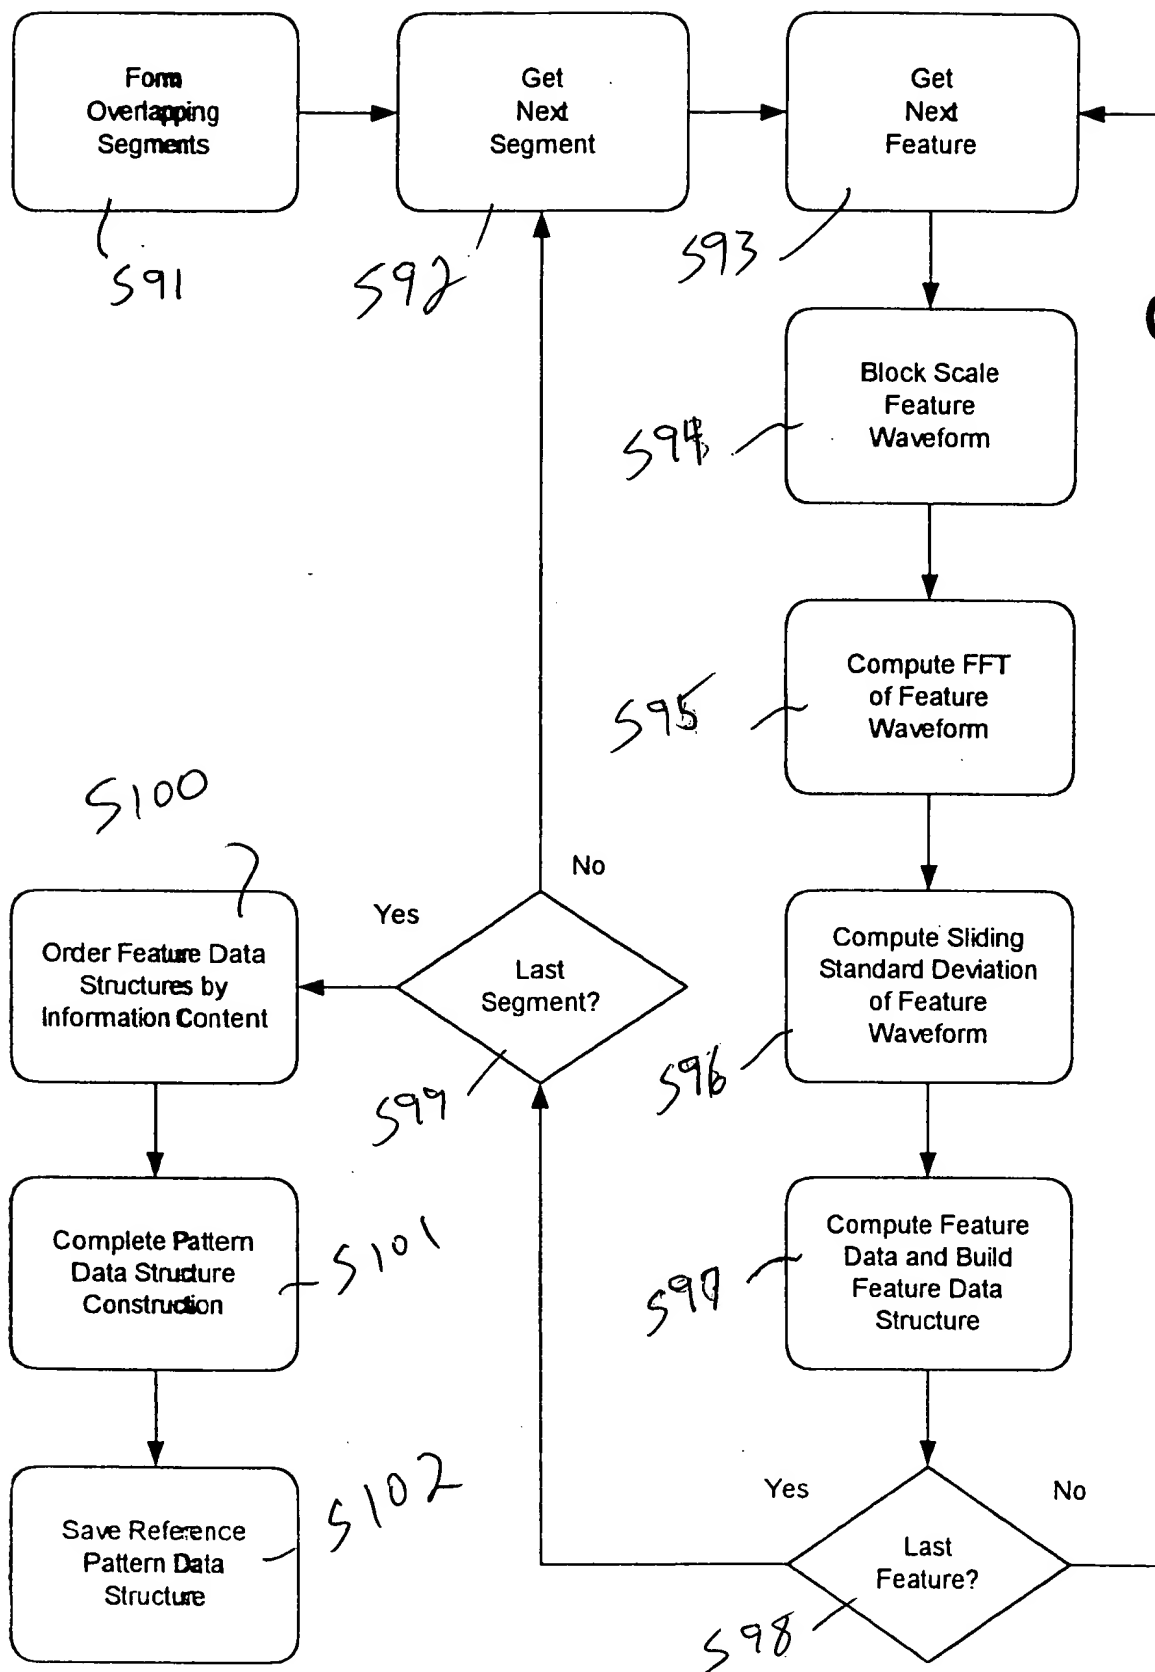 Form
Overlapping
Segments
S91
Get
Next
Segment
S92
Get
Next
Feature
S93
Block Scale
Feature
Waveform
S94
Compute FFT
of Feature
Waveform
S95
Compute Sliding
Standard Deviation
of Feature
Waveform
S96
Compute Feature
Data and Build
Feature Data
Structure
S97
Last
Feature?
S98
Yes
No
Last
Segment?
S99
Yes
No
Order Feature Data
Structures by
Information Content
S100
Complete Pattern
Data Structure
Construction
S101
Save Reference
Pattern Data
Structure
S102